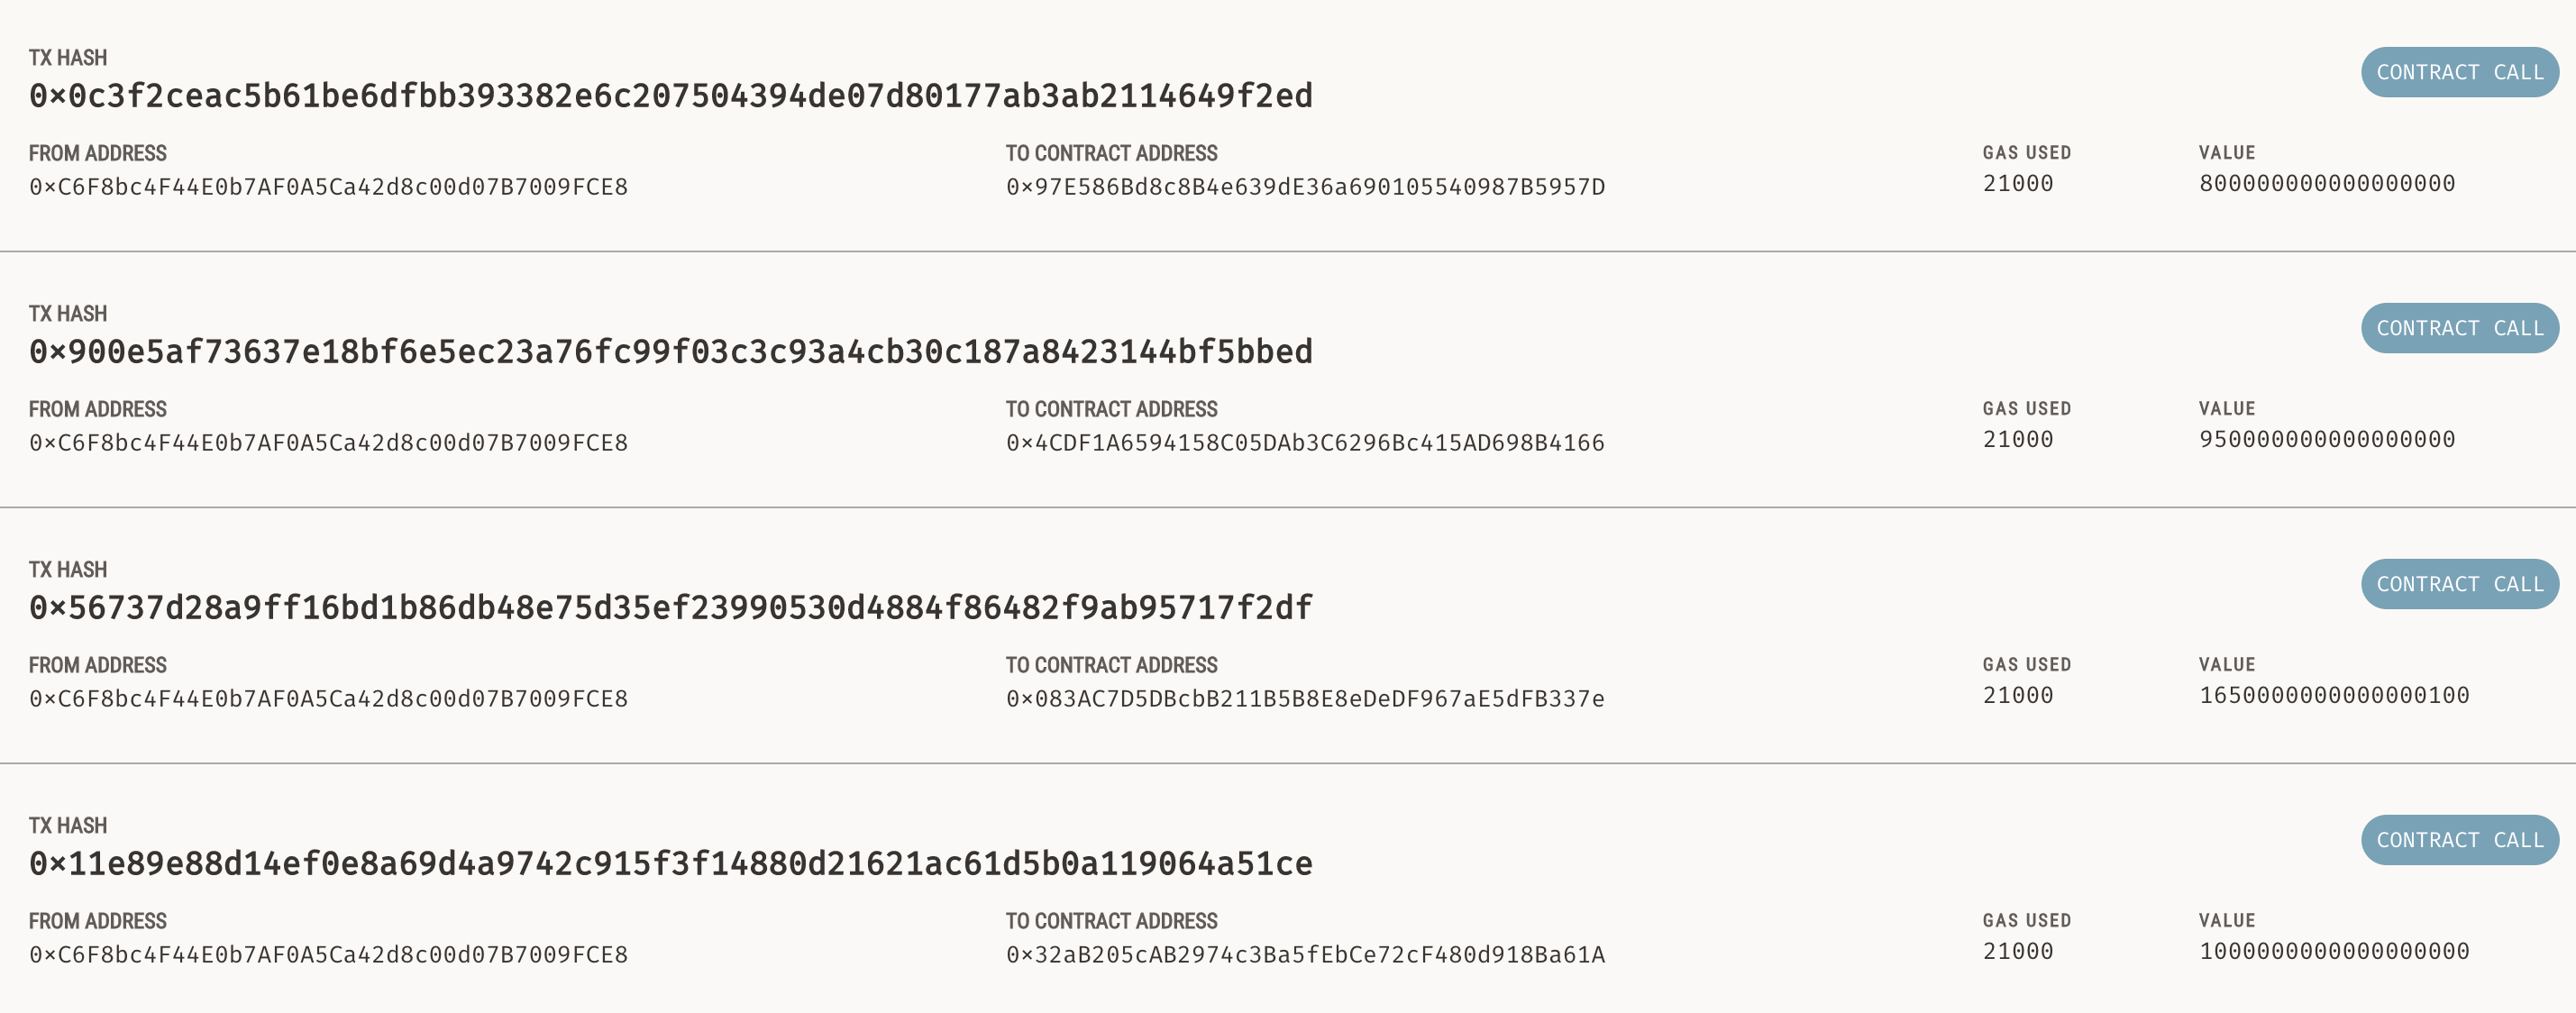 TX HASH
CONTRACT CALL
0×0c3f2ceac5b61be6dfbb393382e6c207504394de07d80177ab3ab2114649f2ed
FROM ADDRESS TO CONTRACT ADDRESS GAS USED VALUE
0×C6F8bc4F44E0b7AF0A5Ca42d8c00d07B7009FCE8 0×97E586Bd8c8B4e639dE36a690105540987B5957D 21000 800000000000000000
TX HASH
CONTRACT CALL
0×900e5af73637e18bf6e5ec23a76fc99f03c3c93a4cb30c187a8423144bf5bbed
FROM ADDRESS TO CONTRACT ADDRESS GAS USED VALUE
0×C6F8bc4F44E0b7AF0A5Ca42d8c00d07B7009FCE8 0×4CDF1A6594158C05DAb3C6296Bc415AD698B4166 21000 950000000000000000
TX HASH
CONTRACT CALL
0×56737d28a9ff16bd1b86db48e75d35ef23990530d4884f86482f9ab95717f2df
FROM ADDRESS TO CONTRACT ADDRESS GAS USED VALUE
0×C6F8bc4F44E0b7AF0A5Ca42d8c00d07B7009FCE8 0×083AC7D5DBcbB211B5B8E8eDeDF967aE5dFB337e 21000 1650000000000000100
TX HASH
CONTRACT CALL
0×11e89e88d14ef0e8a69d4a9742c915f3f14880d21621ac61d5b0a119064a51ce
FROM ADDRESS TO CONTRACT ADDRESS GAS USED VALUE
0×C6F8bc4F44E0b7AF0A5Ca42d8c00d07B7009FCE8 0×32aB205cAB2974c3Ba5fEbCe72cF480d918Ba61A 21000 1000000000000000000